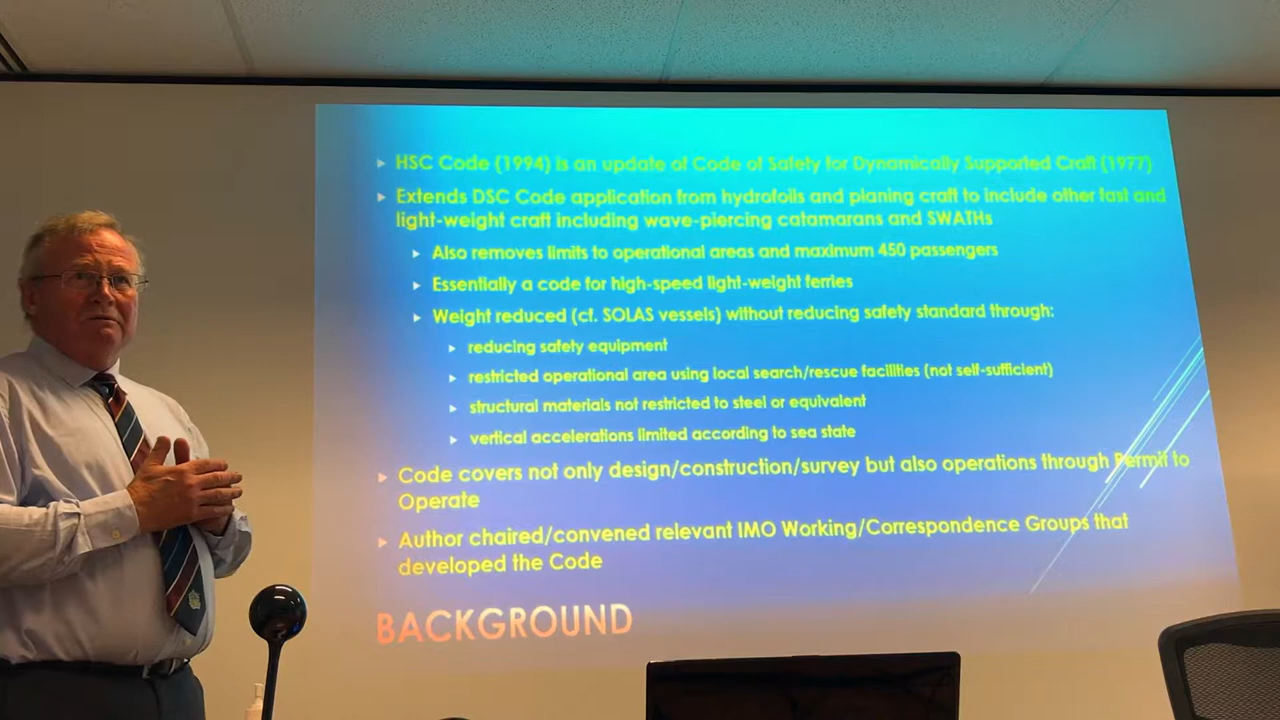 HSC Code (1994) is an update of Code of Safety for Dynamically Supported Craft (1977)
Extends DSC Code application from hydrofoils and planing craft to include other fast and
light-weight craft including wave-piercing catamarans and SWATHs
Also removes limits to operational areas and maximum 450 passengers
Essentially a code for high-speed light-weight ferries
Weight reduced (cf. SOLAS vessels) without reducing safety standard through:
reducing safety equipment
restricted operational area using local search/rescue facilities (not self-sufficient)
structural materials not restricted to steel or equivalent
vertical accelerations limited according to sea state
Code covers not only design/construction/survey but also operations through Permit to
Operate
Author chaired/convened relevant IMO Working/Correspondence Groups that
developed the Code
BACKGROUND